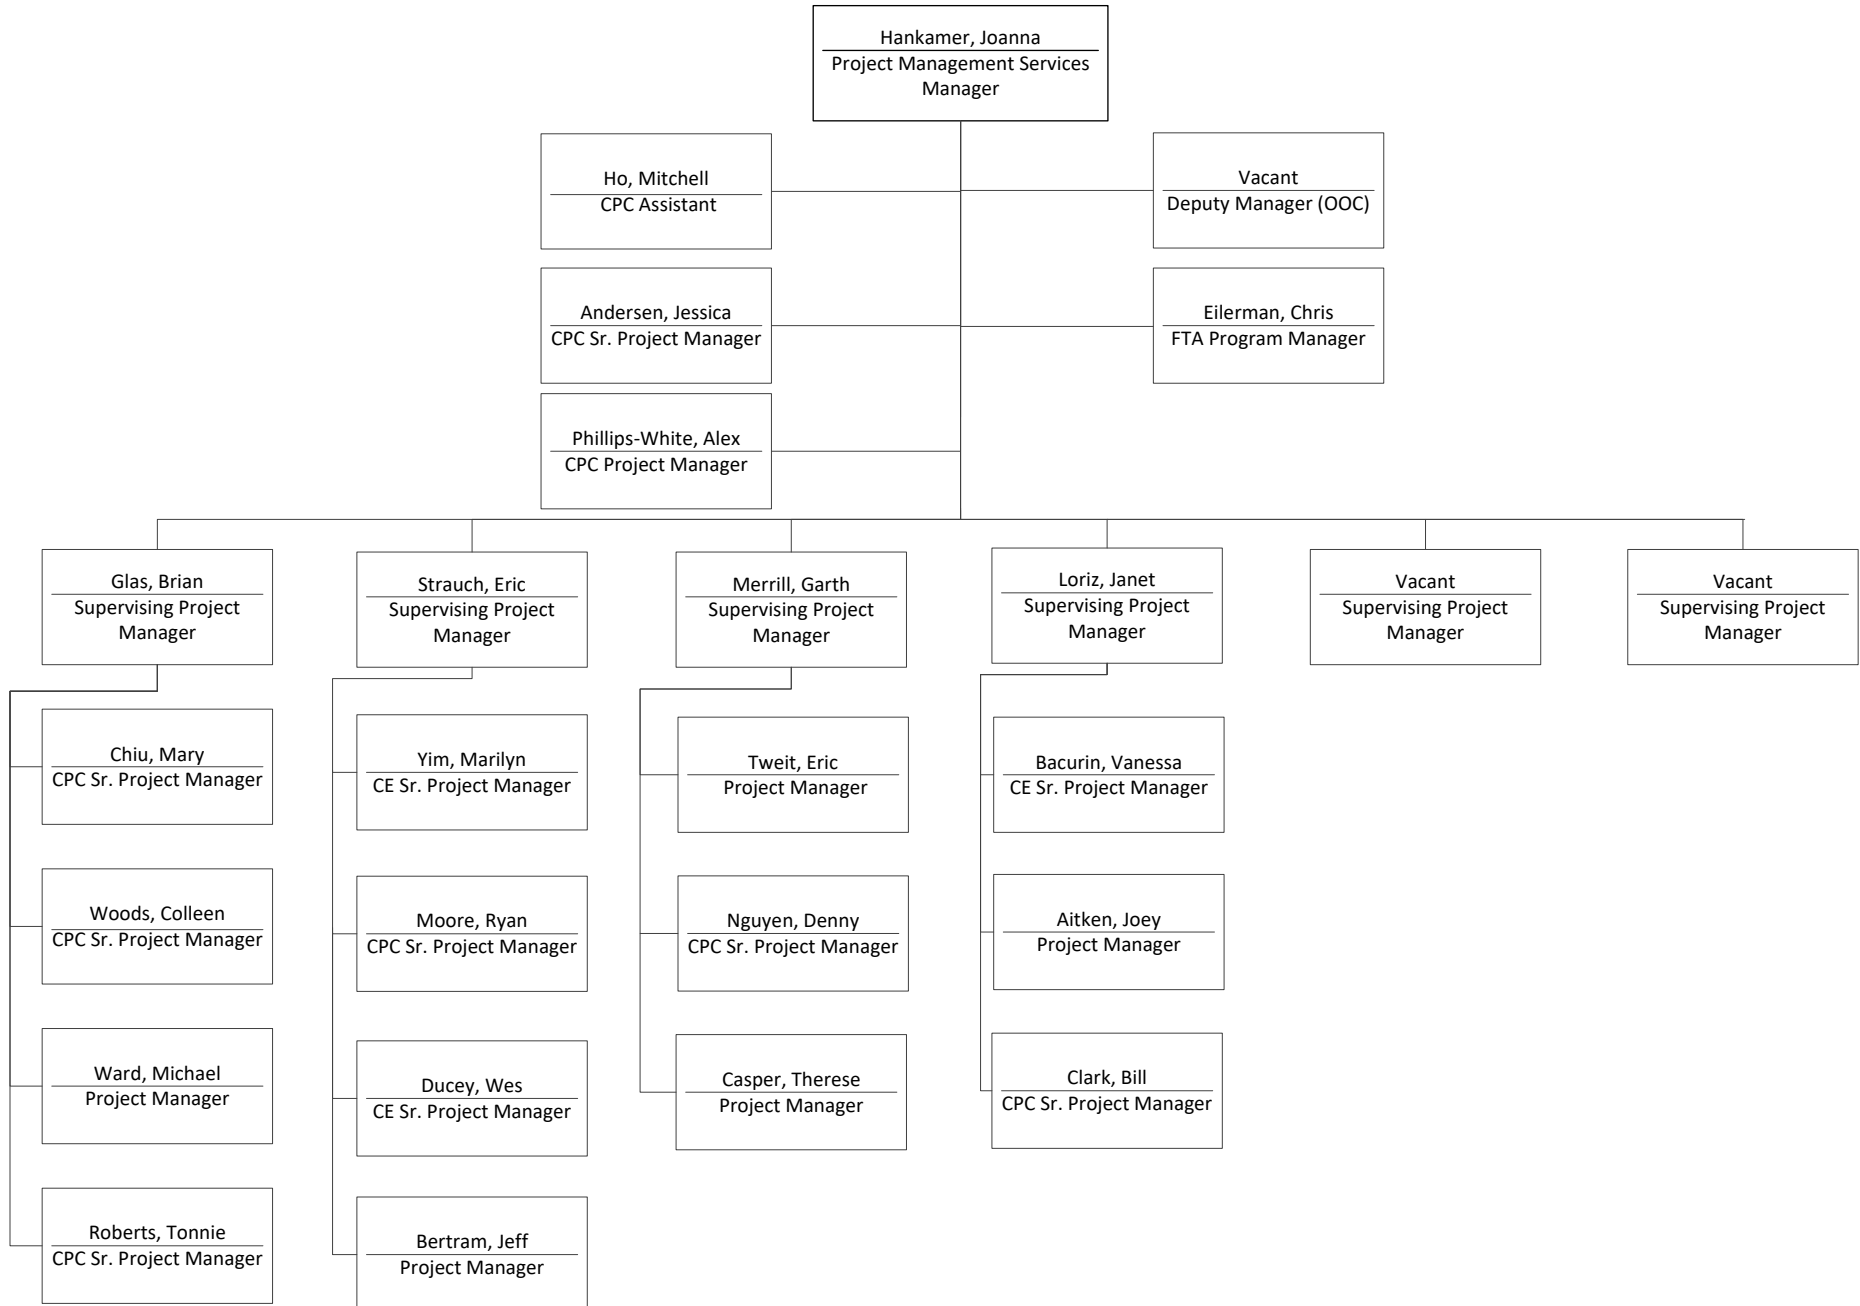 Hankamer, Joanna
Project Management Services
Manager
Ho, Mitchell
CPC Assistant
Vacant
Deputy Manager (OOC)
Andersen, Jessica
CPC Sr. Project Manager
Eilerman, Chris
FTA Program Manager
Phillips-White, Alex
CPC Project Manager
Glas, Brian
Supervising Project
Manager
Strauch, Eric
Supervising Project
Manager
Merrill, Garth
Supervising Project
Manager
Loriz, Janet
Supervising Project
Manager
Vacant
Supervising Project
Manager
Vacant
Supervising Project
Manager
Chiu, Mary
CPC Sr. Project Manager
Yim, Marilyn
CE Sr. Project Manager
Tweit, Eric
Project Manager
Bacurin, Vanessa
CE Sr. Project Manager
Woods, Colleen
CPC Sr. Project Manager
Moore, Ryan
CPC Sr. Project Manager
Nguyen, Denny
CPC Sr. Project Manager
Aitken, Joey
Project Manager
Ward, Michael
Project Manager
Ducey, Wes
CE Sr. Project Manager
Casper, Therese
Project Manager
Clark, Bill
CPC Sr. Project Manager
Roberts, Tonnie
CPC Sr. Project Manager
Bertram, Jeff
Project Manager